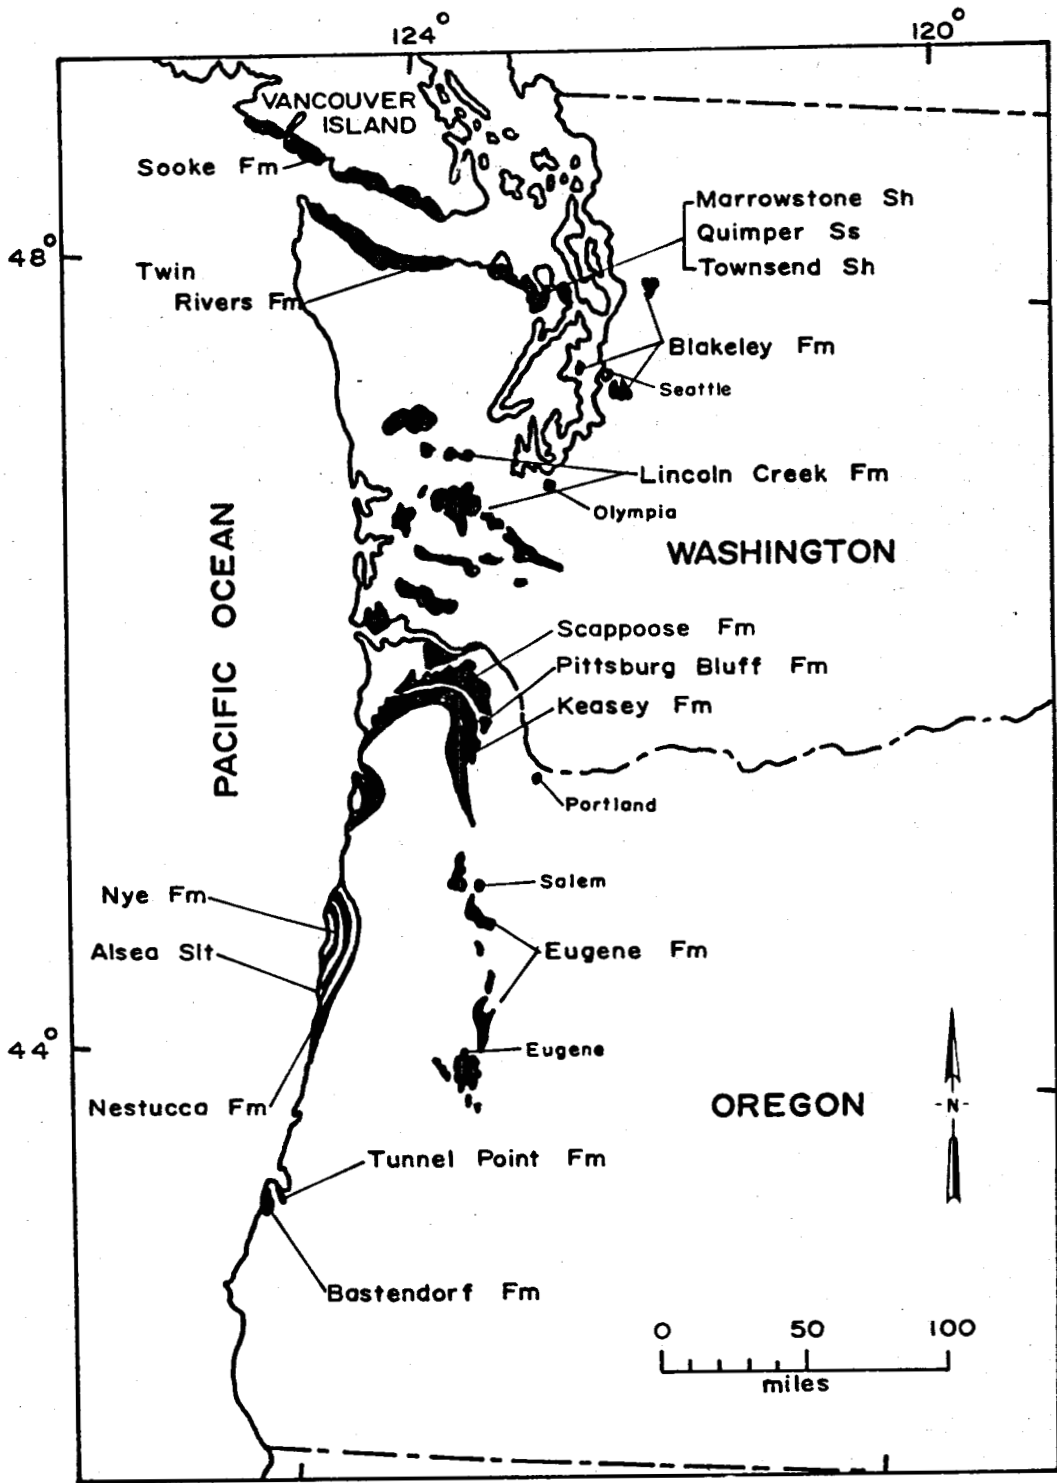 124° 120°
VANCOUVER
ISLAND
Sooke Fm
Marrowstone Sh
Quimper Ss
Townsend Sh
48°
Twin
Rivers Fm
Blakeley Fm
Seattle
Lincoln Creek Fm
Olympia
WASHINGTON
PACIFIC OCEAN
Scappoose Fm
Pittsburg Bluff Fm
Keasey Fm
Portland
Salem
Nye Fm
Alsea Slt
Eugene Fm
44°
Eugene
Nestucca Fm
OREGON
-N-
Tunnel Point Fm
Bastendorf Fm
0 50 100
miles